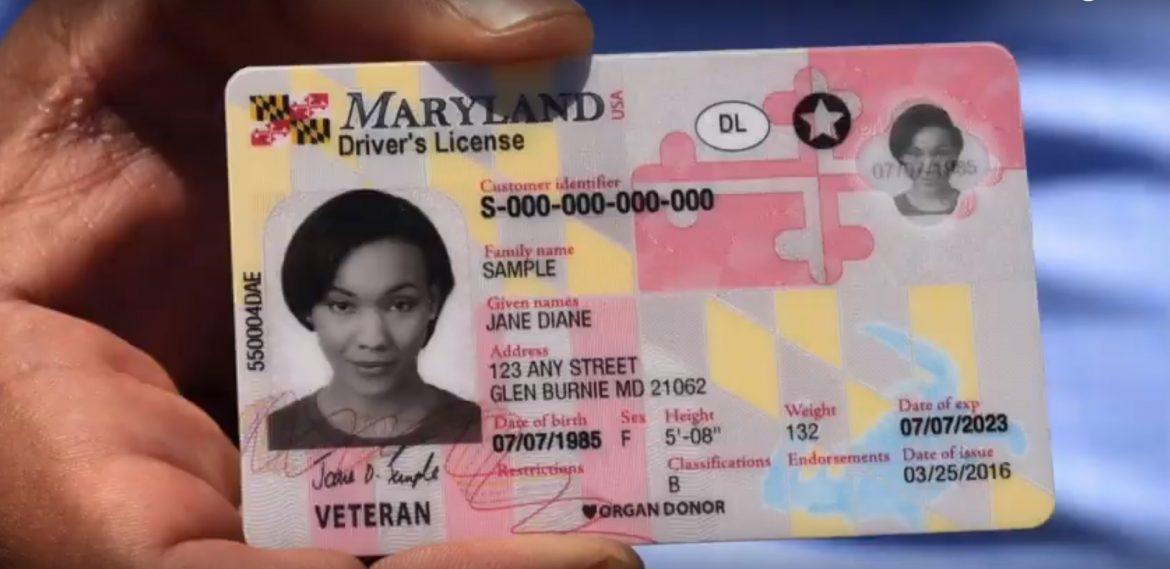 MARYLAND USA
Driver's License
DL
07/07/1985
Customer identifier
S-000-000-000-000
Family name
SAMPLE
Given names
JANE DIANE
Address
123 ANY STREET
GLEN BURNIE MD 21062
Date of birth Sex Height Weight Date of exp
07/07/1985 F 5'-08" 132 07/07/2023
Restrictions Classifications Endorsements Date of issue
B 03/25/2016
550004DAE
VETERAN
♥ORGAN DONOR